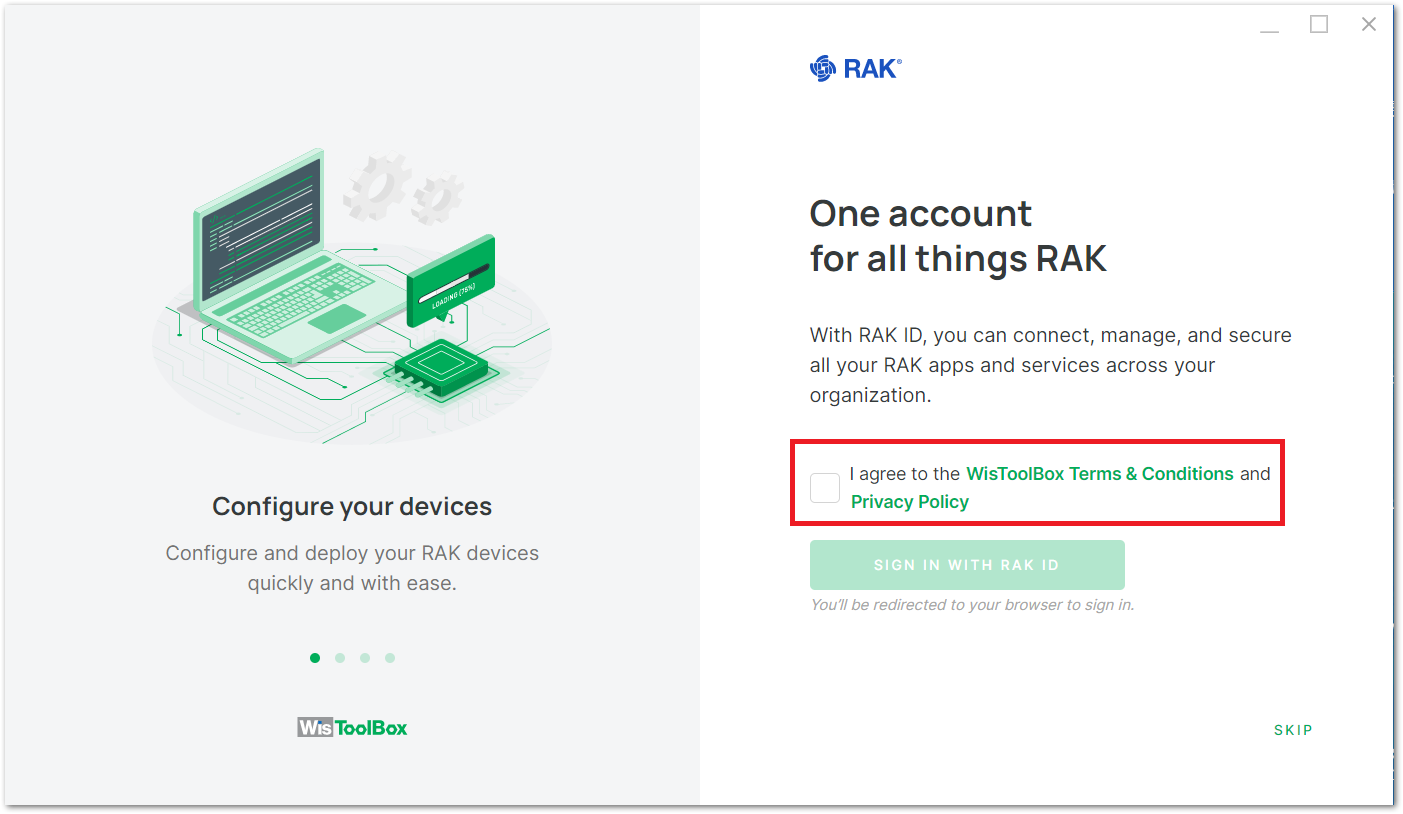 LOADING (75%)
Configure your devices
Configure and deploy your RAK devices
quickly and with ease.
WisToolBox
RAK®
One account
for all things RAK
With RAK ID, you can connect, manage, and secure
all your RAK apps and services across your
organization.
I agree to the WisToolBox Terms & Conditions and
Privacy Policy
SIGN IN WITH RAK ID
You'll be redirected to your browser to sign in.
SKIP